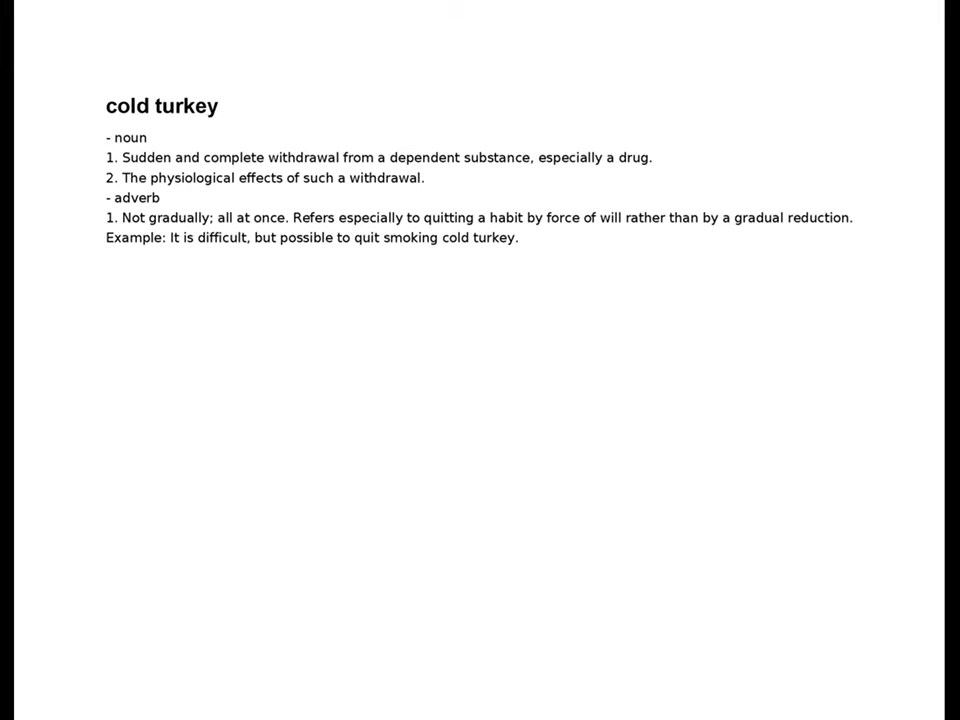 cold turkey
- noun
1. Sudden and complete withdrawal from a dependent substance, especially a drug.
2. The physiological effects of such a withdrawal.
- adverb
1. Not gradually; all at once. Refers especially to quitting a habit by force of will rather than by a gradual reduction.
Example: It is difficult, but possible to quit smoking cold turkey.